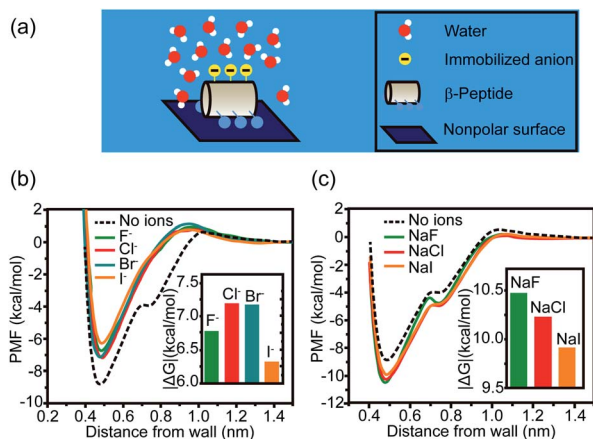 (a)
Water
Immobilized anion
β-Peptide
Nonpolar surface
(b)
2
0
-2
-4
-6
-8
-10
PMF (kcal/mol)
No ions
F⁻
Cl⁻
Br⁻
I⁻
|ΔG|(kcal/mol)
7.5
7.0
6.5
6.0
F⁻
Cl⁻
Br⁻
I⁻
0.2 0.4 0.6 0.8 1.0 1.2 1.4
Distance from wall (nm)
(c)
2
0
-2
-4
-6
-8
-10
-12
PMF (kcal/mol)
No ions
NaF
NaCl
NaI
|ΔG|(kcal/mol)
10.5
10.0
9.5
NaF
NaCl
NaI
0.4 0.6 0.8 1.0 1.2 1.4
Distance from wall (nm)